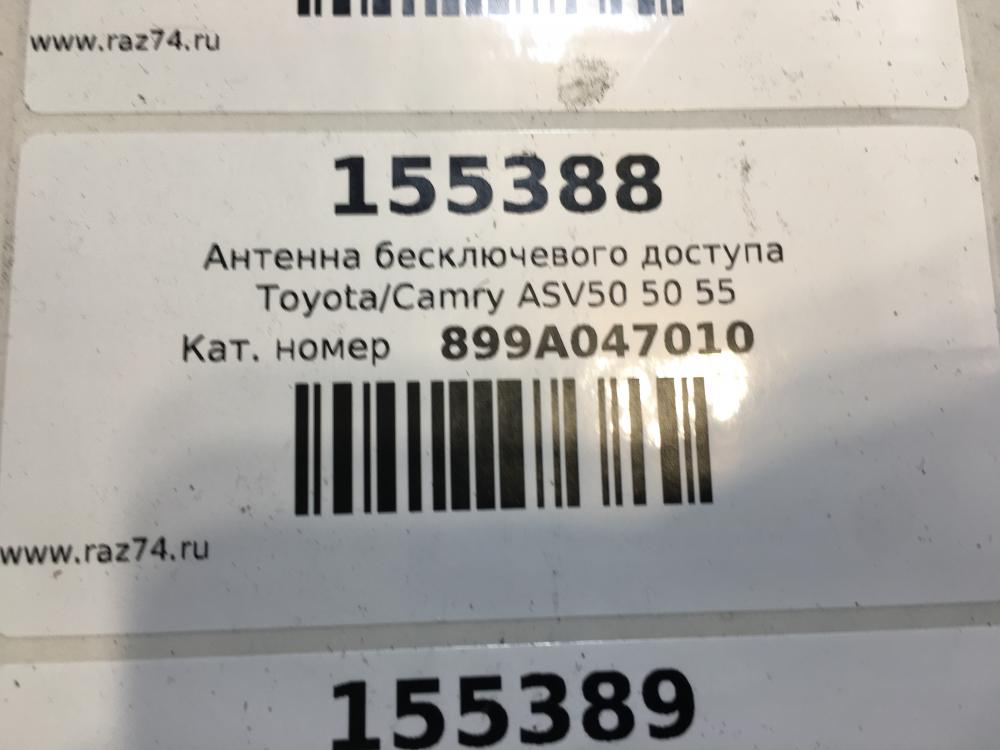 www.raz74.ru
155388
Антенна бесключевого доступа
Toyota/Camry ASV50 50 55
Кат. номер 899A047010
www.raz74.ru
155389